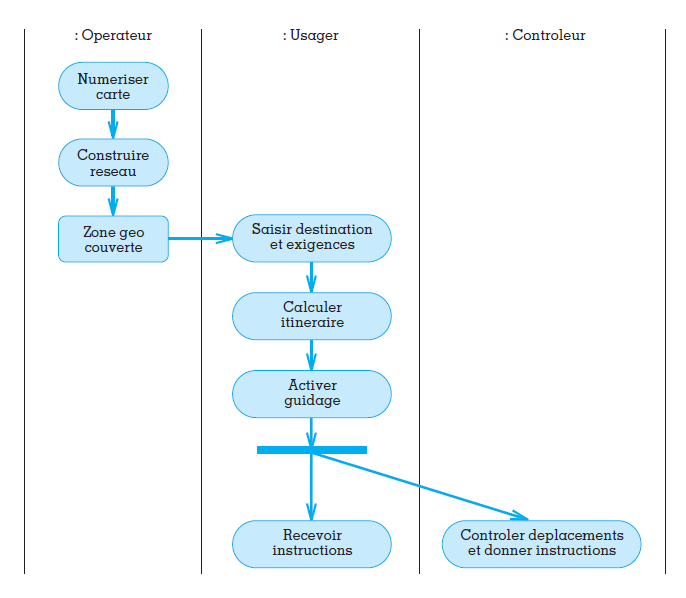 : Operateur
: Usager
: Controleur
Numeriser
carte
Construire
reseau
Zone geo
couverte
Saisir destination
et exigences
Calculer
itineraire
Activer
guidage
Recevoir
instructions
Controler deplacements
et donner instructions